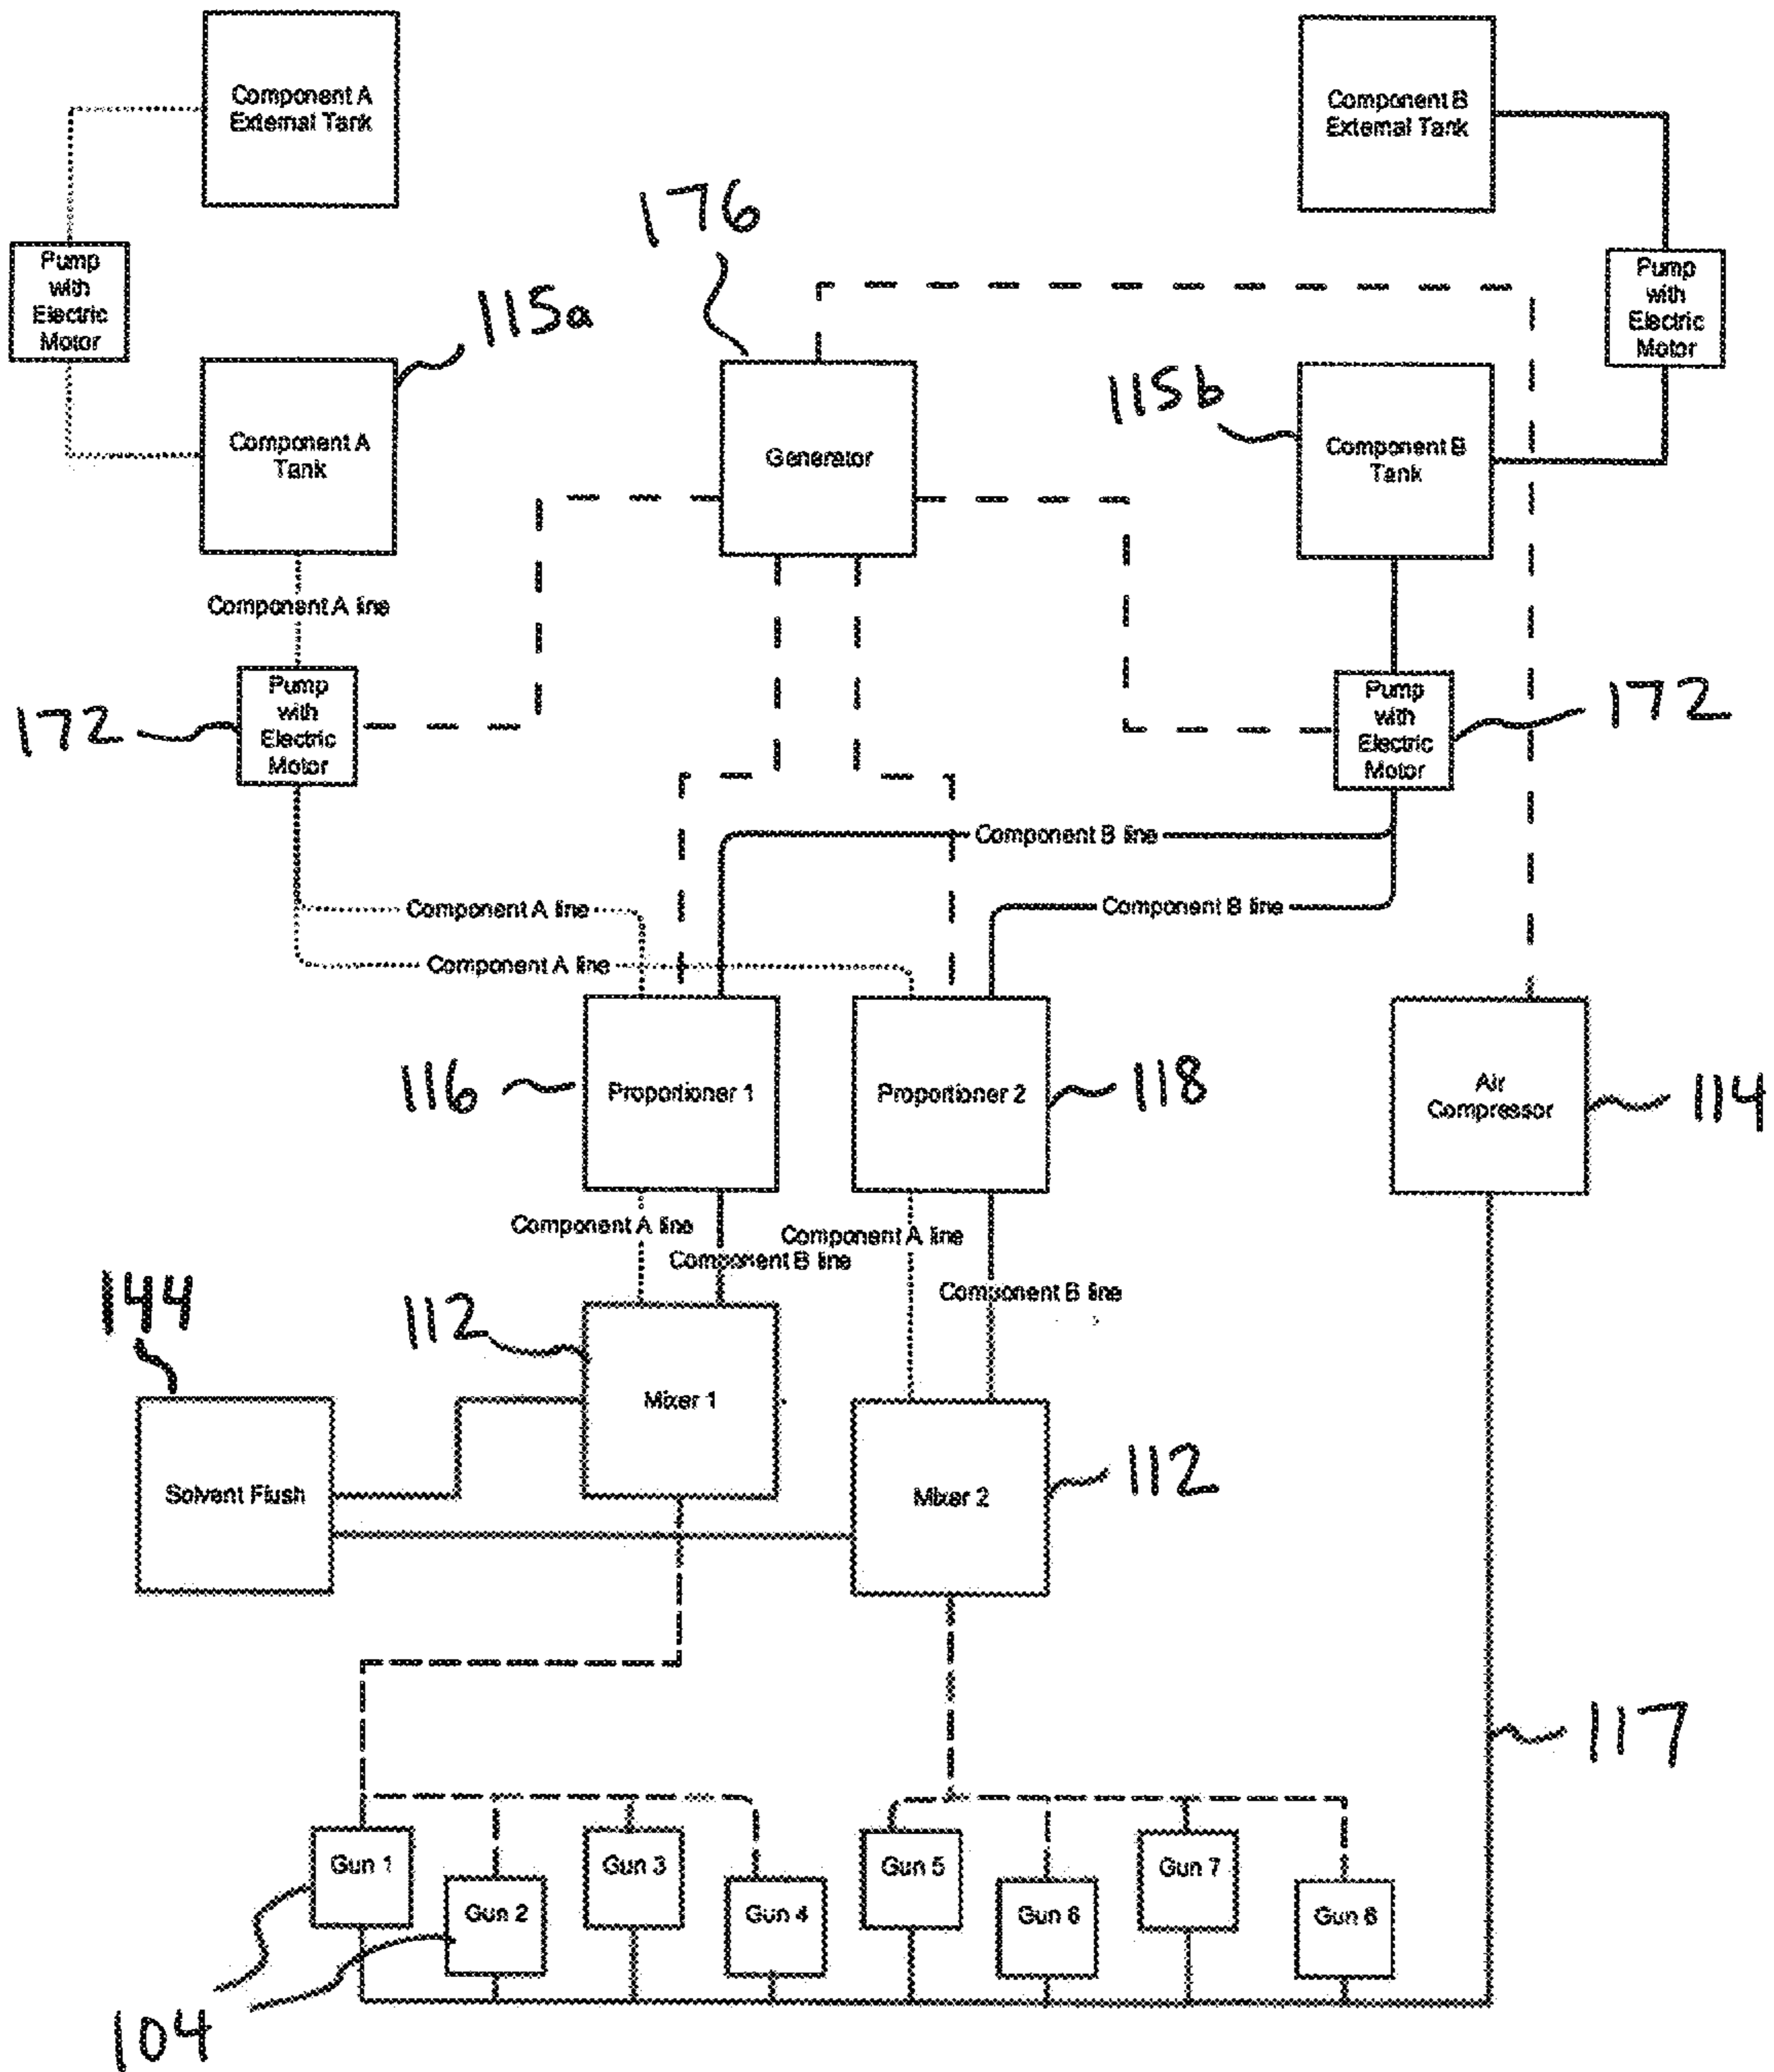 Component A
External Tank
Component B
External Tank
176
Pump
with
Electric
Motor
Pump
with
Electric
Motor
115a
115b
Component A
Tank
Generator
Component B
Tank
Component A line
172
Pump
with
Electric
Motor
Pump
with
Electric
Motor
172
Component B line
Component A line
Component B line
Component A line
116
Proportioner 1
Proportioner 2
118
Air
Compressor
114
Component A line
Component A line
Component B line
Component B line
144
112
Mixer 1
Solvent Flush
Mixer 2
112
117
Gun 1
Gun 3
Gun 5
Gun 7
Gun 2
Gun 4
Gun 6
Gun 8
104